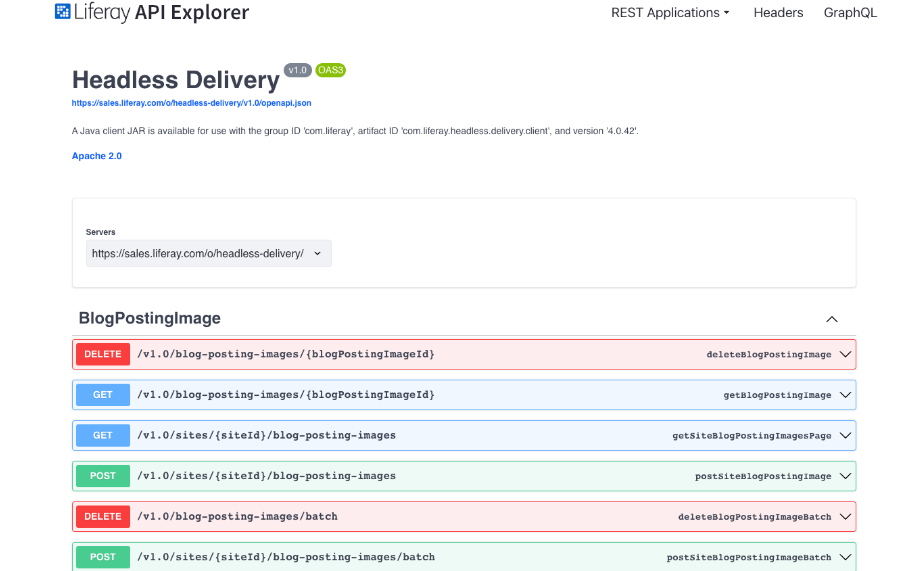 Liferay API Explorer
REST Applications
Headers
GraphQL
Headless Delivery v1.0 OAS3
https://sales.liferay.com/o/headless-delivery/v1.0/openapi.json
A Java client JAR is available for use with the group ID 'com.liferay', artifact ID 'com.liferay.headless.delivery.client', and version '4.0.42'.
Apache 2.0
Servers
https://sales.liferay.com/o/headless-delivery/
BlogPostingImage
DELETE /v1.0/blog-posting-images/{blogPostingImageId} deleteBlogPostingImage
GET /v1.0/blog-posting-images/{blogPostingImageId} getBlogPostingImage
GET /v1.0/sites/{siteId}/blog-posting-images getSiteBlogPostingImagesPage
POST /v1.0/sites/{siteId}/blog-posting-images postSiteBlogPostingImage
DELETE /v1.0/blog-posting-images/batch deleteBlogPostingImageBatch
POST /v1.0/sites/{siteId}/blog-posting-images/batch postSiteBlogPostingImageBatch